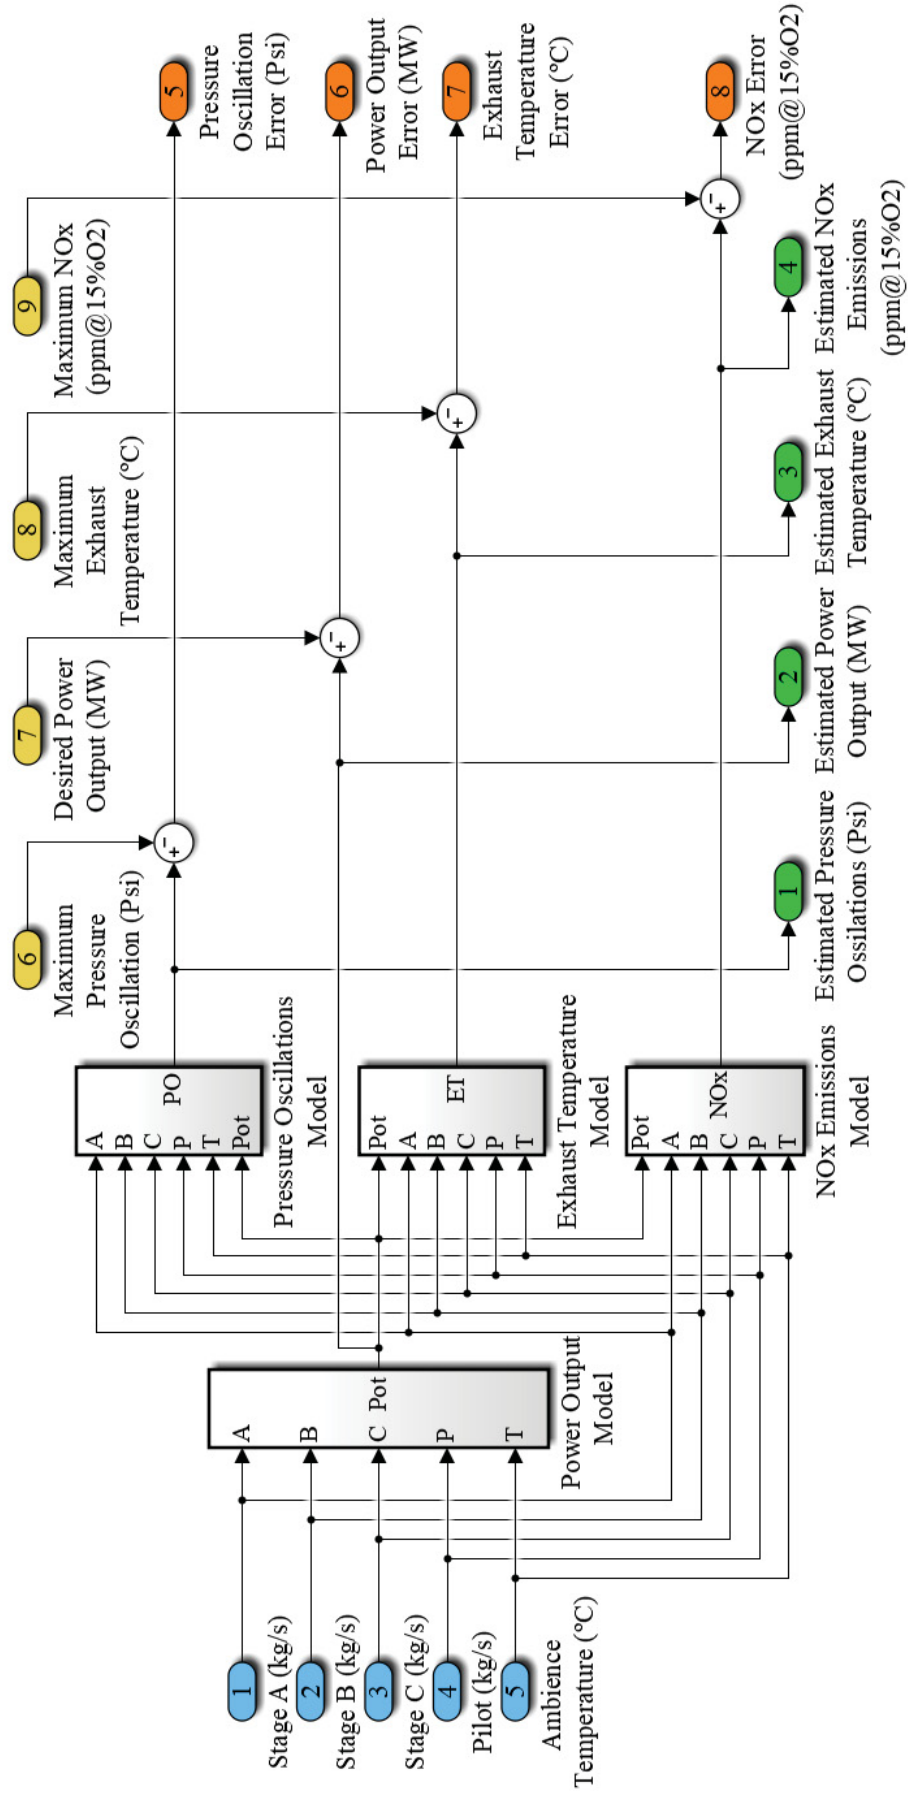 1
Stage A (kg/s)
2
Stage B (kg/s)
3
Stage C (kg/s)
4
Pilot (kg/s)
5
Ambience
Temperature (°C)
A
B
C
P
T
Pot
Power Output
Model
A
B
C
P
T
Pot
PO
Pressure Oscillations
Model
Pot
A
B
C
P
T
ET
Exhaust Temperature
Model
Pot
A
B
C
P
T
NOx
NOx Emissions
Model
6
Maximum
Pressure
Oscillation (Psi)
7
Desired Power
Output (MW)
8
Maximum
Exhaust
Temperature (°C)
9
Maximum NOx
(ppm@15%O2)
+
−
+
−
+
−
+
−
1
Estimated Pressure
Ossilations (Psi)
2
Estimated Power
Output (MW)
3
Estimated Exhaust
Temperature (°C)
4
Estimated NOx
Emissions
(ppm@15%O2)
5
Pressure
Oscillation
Error (Psi)
6
Power Output
Error (MW)
7
Exhaust
Temperature
Error (°C)
8
NOx Error
(ppm@15%O2)